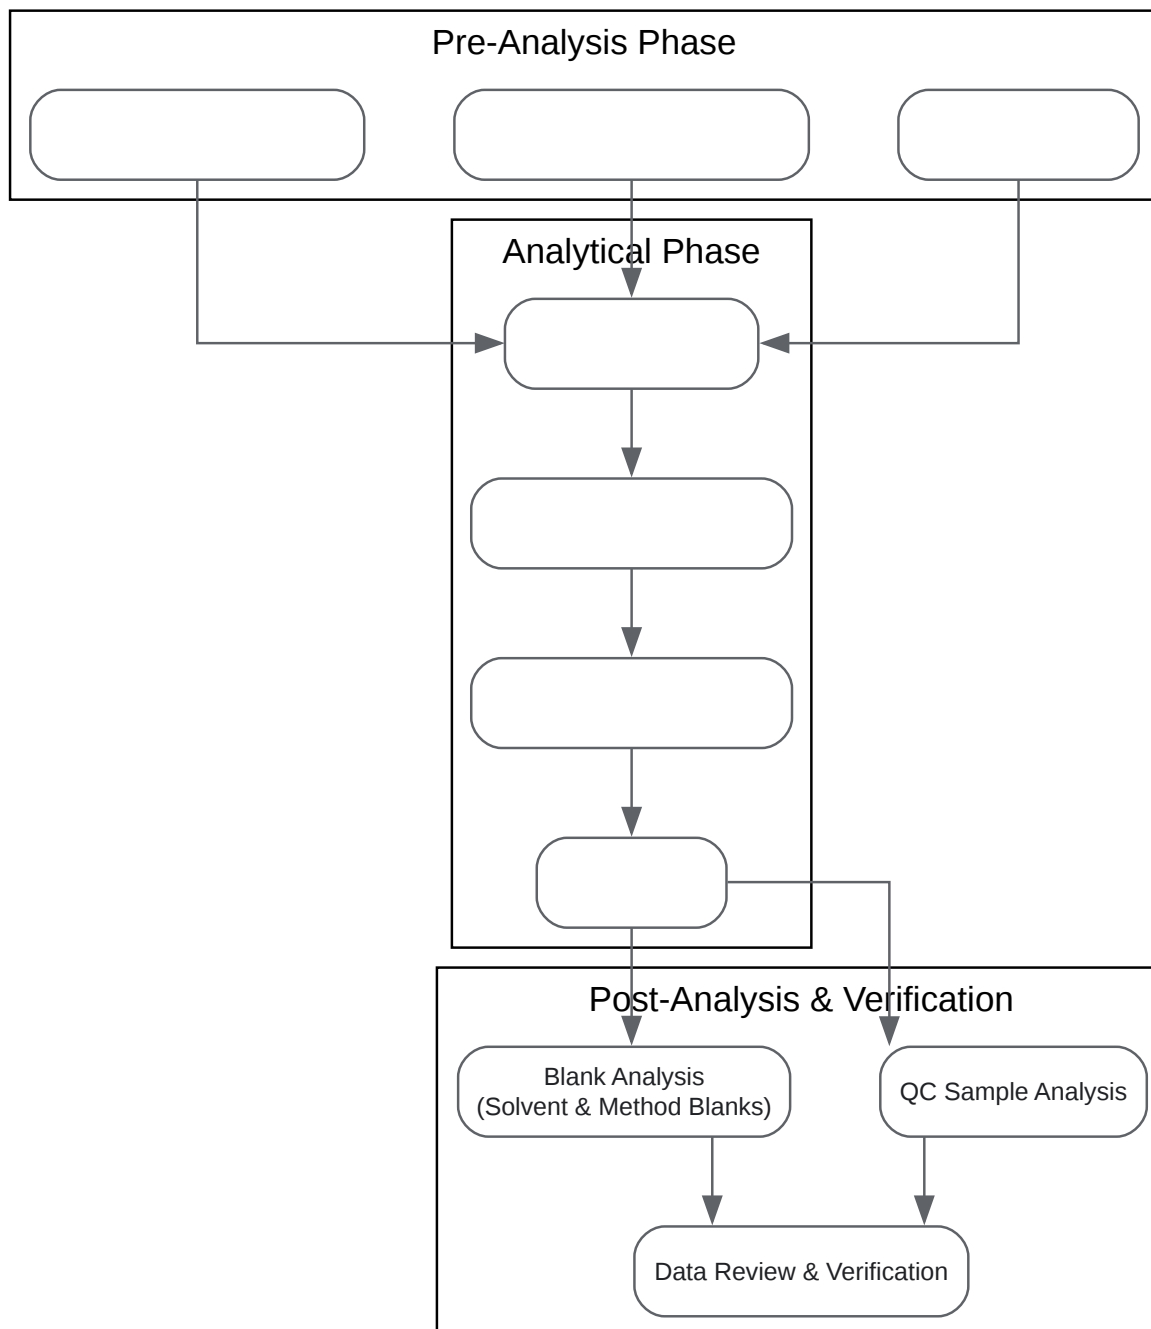 Pre-Analysis Phase
Analytical Phase
Post-Analysis & Verification
Blank Analysis
(Solvent & Method Blanks)
QC Sample Analysis
Data Review & Verification